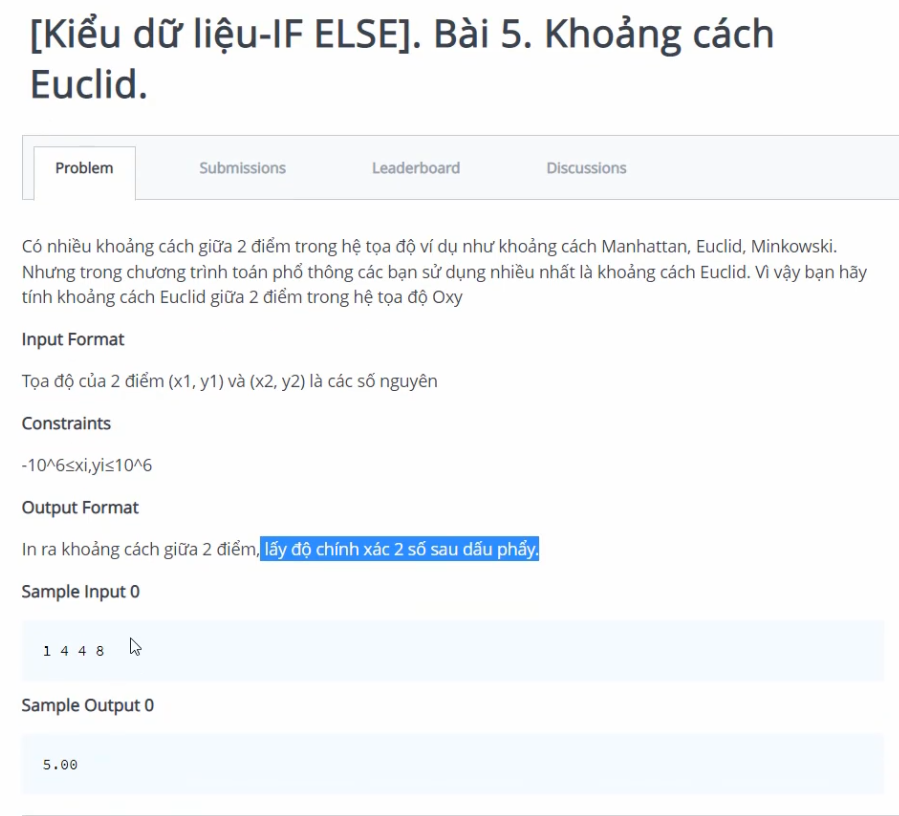 [Kiểu dữ liệu-IF ELSE]. Bài 5. Khoảng cách
Euclid.
Problem
Submissions
Leaderboard
Discussions
Có nhiều khoảng cách giữa 2 điểm trong hệ tọa độ ví dụ như khoảng cách Manhattan, Euclid, Minkowski.
Nhưng trong chương trình toán phổ thông các bạn sử dụng nhiều nhất là khoảng cách Euclid. Vì vậy bạn hãy
tính khoảng cách Euclid giữa 2 điểm trong hệ tọa độ Oxy
Input Format
Tọa độ của 2 điểm (x1, y1) và (x2, y2) là các số nguyên
Constraints
-10^6≤xi,yi≤10^6
Output Format
In ra khoảng cách giữa 2 điểm, lấy độ chính xác 2 số sau dấu phẩy.
Sample Input 0
1 4 4 8
Sample Output 0
5.00